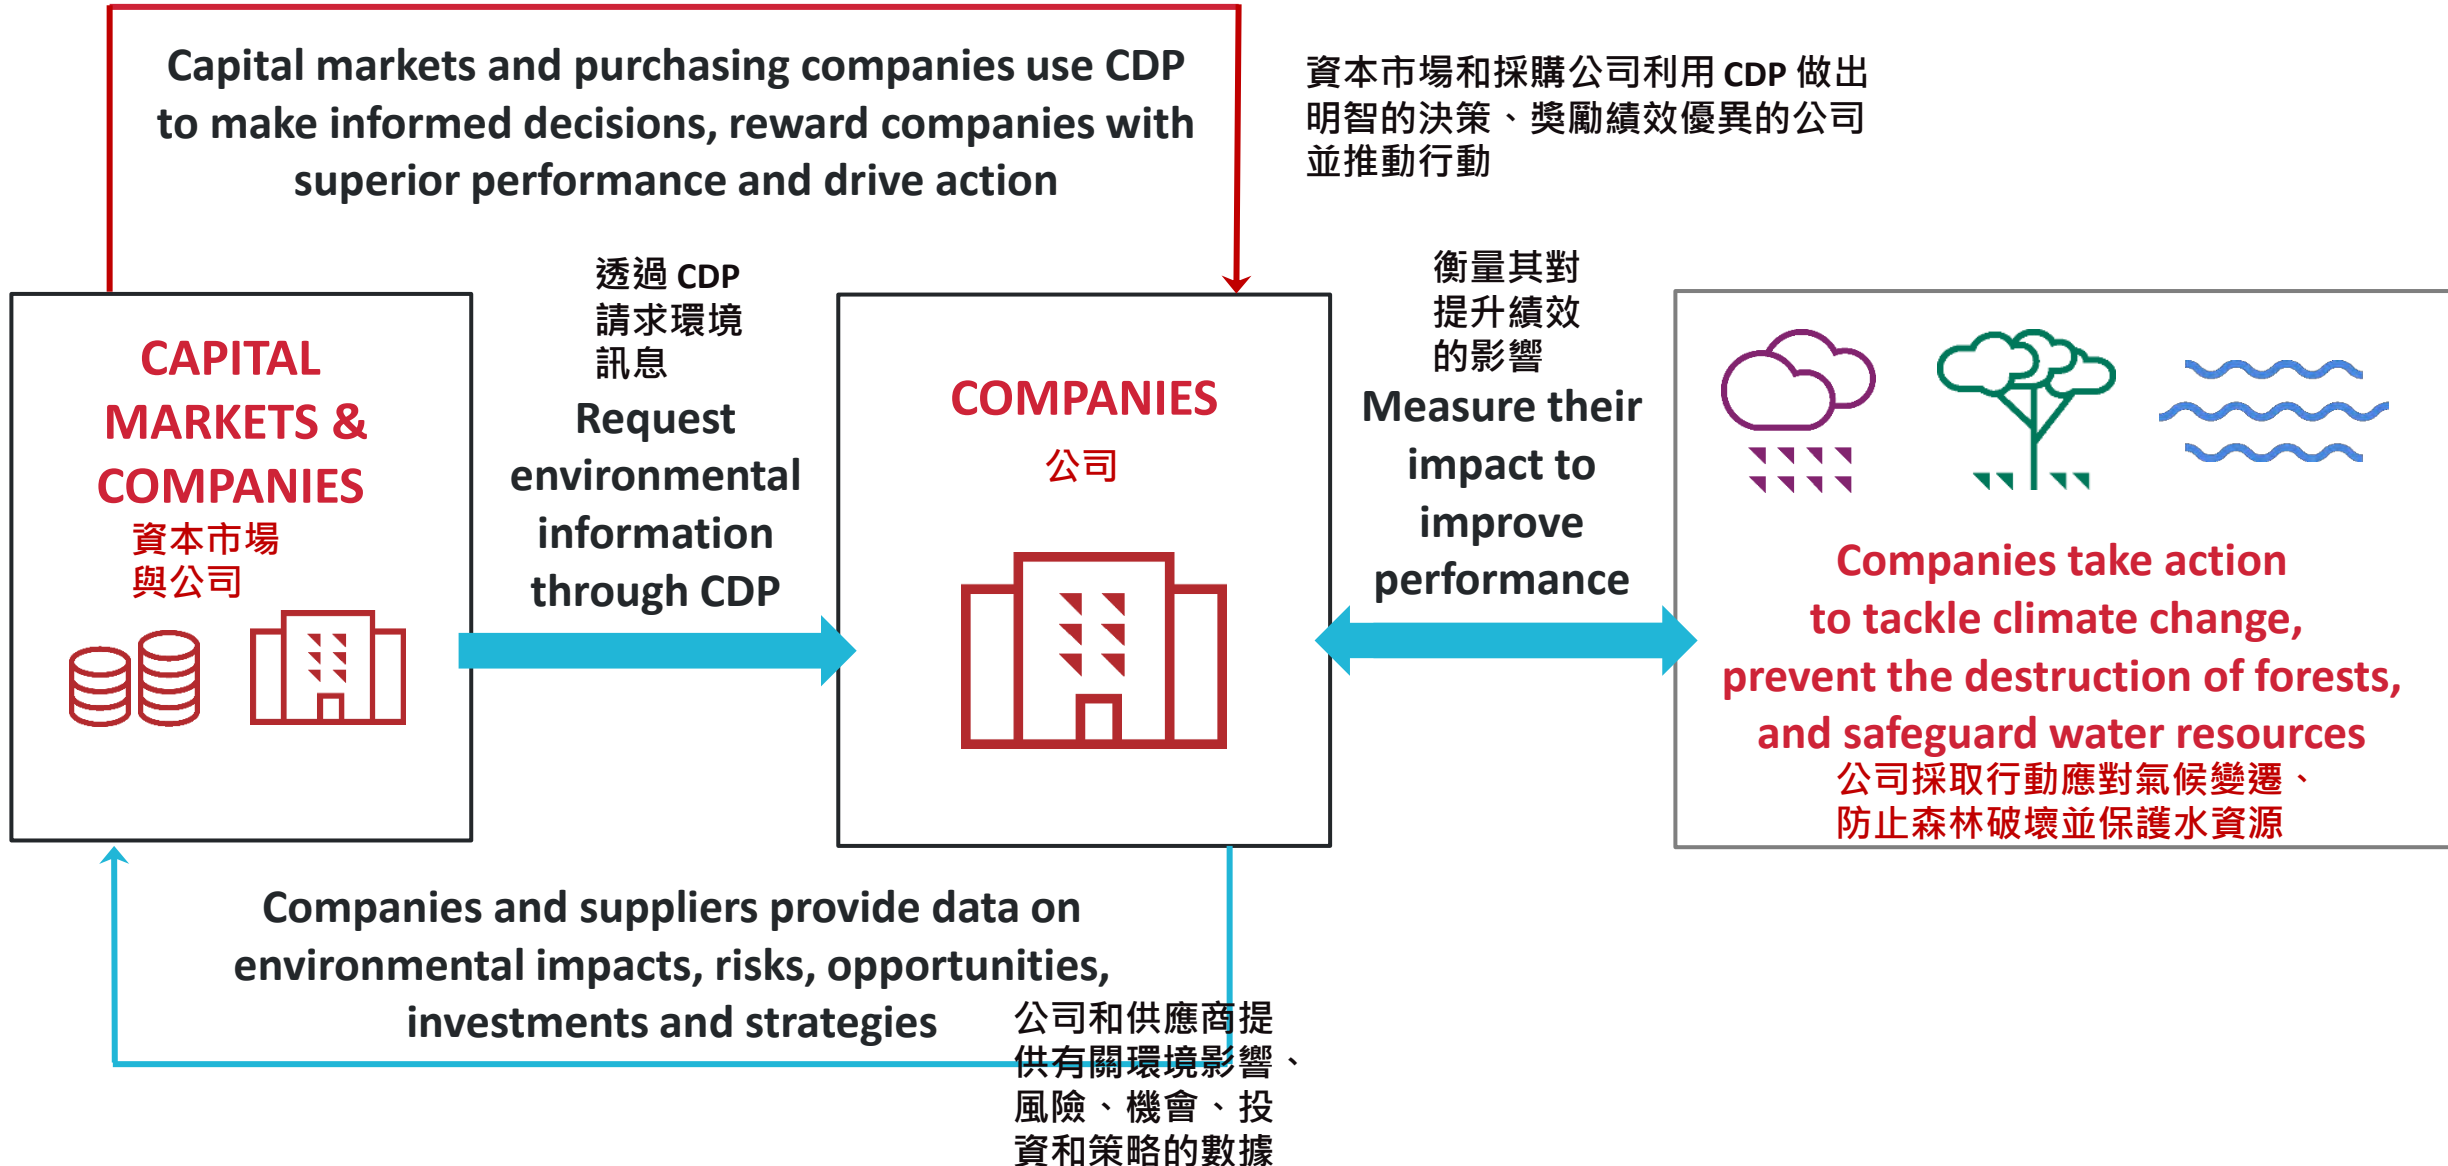 Capital markets and purchasing companies use CDP
to make informed decisions, reward companies with
superior performance and drive action
資本市場和採購公司利用 CDP 做出
明智的決策、獎勵績效優異的公司
並推動行動
CAPITAL
MARKETS &
COMPANIES
資本市場
與公司
透過 CDP
請求環境
訊息
Request
environmental
information
through CDP
COMPANIES
公司
衡量其對
提升績效
的影響
Measure their
impact to
improve
performance
Companies take action
to tackle climate change,
prevent the destruction of forests,
and safeguard water resources
公司採取行動應對氣候變遷、
防止森林破壞並保護水資源
Companies and suppliers provide data on
environmental impacts, risks, opportunities,
investments and strategies
公司和供應商提
供有關環境影響、
風險、機會、投
資和策略的數據